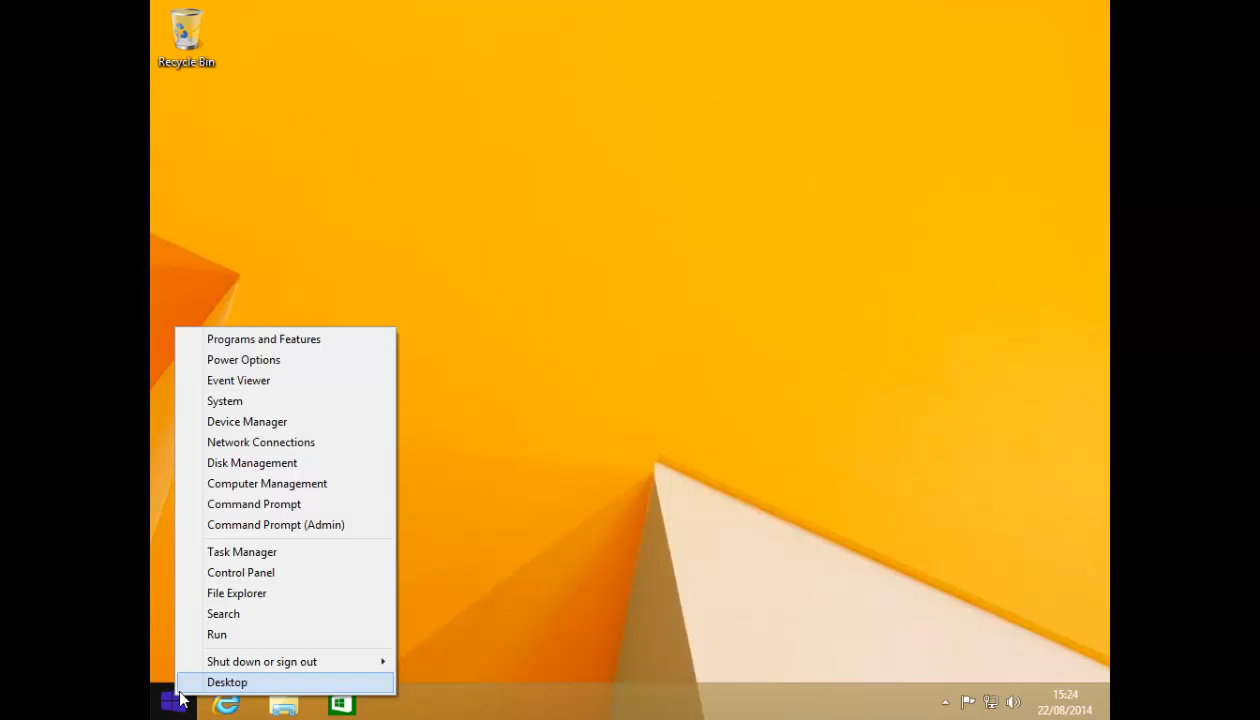 Recycle Bin
Programs and Features
Power Options
Event Viewer
System
Device Manager
Network Connections
Disk Management
Computer Management
Command Prompt
Command Prompt (Admin)
Task Manager
Control Panel
File Explorer
Search
Run
Shut down or sign out
Desktop
15:24
22/08/2014